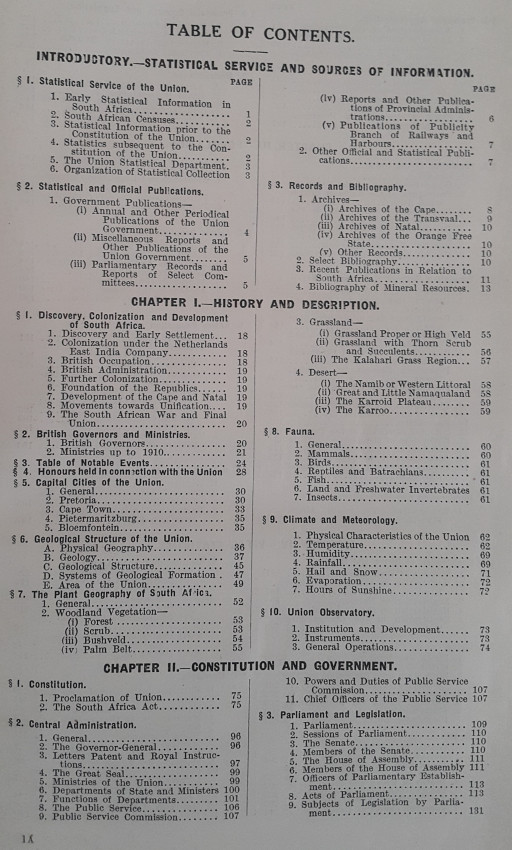 TABLE OF CONTENTS.
INTRODUCTORY.—STATISTICAL SERVICE AND SOURCES OF INFORMATION.
§ 1. Statistical Service of the Union. PAGE
1. Early Statistical Information in
South Africa.................... 1
2. South African Censuses........... 2
3. Statistical Information prior to the
Constitution of the Union........ 2
4. Statistics subsequent to the Con-
stitution of the Union........... 2
5. The Union Statistical Department. 3
6. Organization of Statistical Collection 3
§ 2. Statistical and Official Publications.
1. Government Publications—
(i) Annual and Other Periodical
Publications of the Union
Government............. 4
(ii) Miscellaneous Reports and
Other Publications of the
Union Government....... 5
(iii) Parliamentary Records and
Reports of Select Com-
mittees................. 5
PAGE
(iv) Reports and Other Publica-
tions of Provincial Adminis-
trations................ 6
(v) Publications of Publicity
Branch of Railways and
Harbours................ 7
2. Other Official and Statistical Publi-
cations..................... 7
§ 3. Records and Bibliography.
1. Archives—
(i) Archives of the Cape....... 8
(ii) Archives of the Transvaal... 9
(iii) Archives of Natal.......... 10
(iv) Archives of the Orange Free
State.................. 10
(v) Other Records............. 10
2. Select Bibliography.............. 10
3. Recent Publications in Relation to
South Africa................ 11
4. Bibliography of Mineral Resources. 13
CHAPTER I.—HISTORY AND DESCRIPTION.
§ 1. Discovery, Colonization and Development
of South Africa.
1. Discovery and Early Settlement... 18
2. Colonization under the Netherlands
East India Company.......... 18
3. British Occupation............... 18
4. British Administration........... 19
5. Further Colonization............. 19
6. Foundation of the Republics...... 19
7. Development of the Cape and Natal 19
8. Movements towards Unification.... 19
9. The South African War and Final
Union...................... 20
§ 2. British Governors and Ministries.
1. British Governors................ 20
2. Ministries up to 1910............ 21
§ 3. Table of Notable Events............. 24
§ 4. Honours held in connection with the Union 28
§ 5. Capital Cities of the Union.
1. General......................... 30
2. Pretoria........................ 30
3. Cape Town....................... 33
4. Pietermaritzburg................ 35
5. Bloemfontein.................... 35
§ 6. Geological Structure of the Union.
A. Physical Geography.............. 36
B. Geology......................... 37
C. Geological Structure............ 45
D. Systems of Geological Formation . 47
E. Area of the Union............... 49
§ 7. The Plant Geography of South Africa.
1. General......................... 52
2. Woodland Vegetation—
(i) Forest .................... 53
(ii) Scrub..................... 53
(iii) Bushveld................. 54
(iv) Palm Belt................. 55
3. Grassland—
(i) Grassland Proper or High Veld 55
(ii) Grassland with Thorn Scrub
and Succulents........... 56
(iii) The Kalahari Grass Region... 57
4. Desert—
(i) The Namib or Western Littoral 58
(ii) Great and Little Namaqualand 58
(iii) The Karroid Plateau....... 59
(iv) The Karroo................ 59
§ 8. Fauna.
1. General......................... 60
2. Mammals......................... 60
3. Birds........................... 61
4. Reptiles and Batrachians........ 61
5. Fish............................ 61
6. Land and Freshwater Invertebrates 61
7. Insects......................... 61
§ 9. Climate and Meteorology.
1. Physical Characteristics of the Union 62
2. Temperature..................... 62
3. Humidity........................ 69
4. Rainfall........................ 69
5. Hail and Snow................... 71
6. Evaporation..................... 72
7. Hours of Sunshine............... 72
§ 10. Union Observatory.
1. Institution and Development..... 73
2. Instruments..................... 73
3. General Operations.............. 74
CHAPTER II.—CONSTITUTION AND GOVERNMENT.
§ 1. Constitution.
1. Proclamation of Union........... 75
2. The South Africa Act............ 75
§ 2. Central Administration.
1. General......................... 96
2. The Governor-General............ 96
3. Letters Patent and Royal Instruc-
tions....................... 97
4. The Great Seal.................. 99
5. Ministries of the Union......... 99
6. Departments of State and Ministers 100
7. Functions of Departments........ 101
8. The Public Service.............. 106
9. Public Service Commission....... 107
10. Powers and Duties of Public Service
Commission.................. 107
11. Chief Officers of the Public Service 107
§ 3. Parliament and Legislation.
1. Parliament...................... 109
2. Sessions of Parliament.......... 110
3. The Senate...................... 110
4. Members of the Senate........... 110
5. The House of Assembly........... 111
6. Members of the House of Assembly 111
7. Officers of Parliamentary Establish-
ment........................ 113
8. Acts of Parliament.............. 113
9. Subjects of Legislation by Parlia-
ment........................ 131
IX